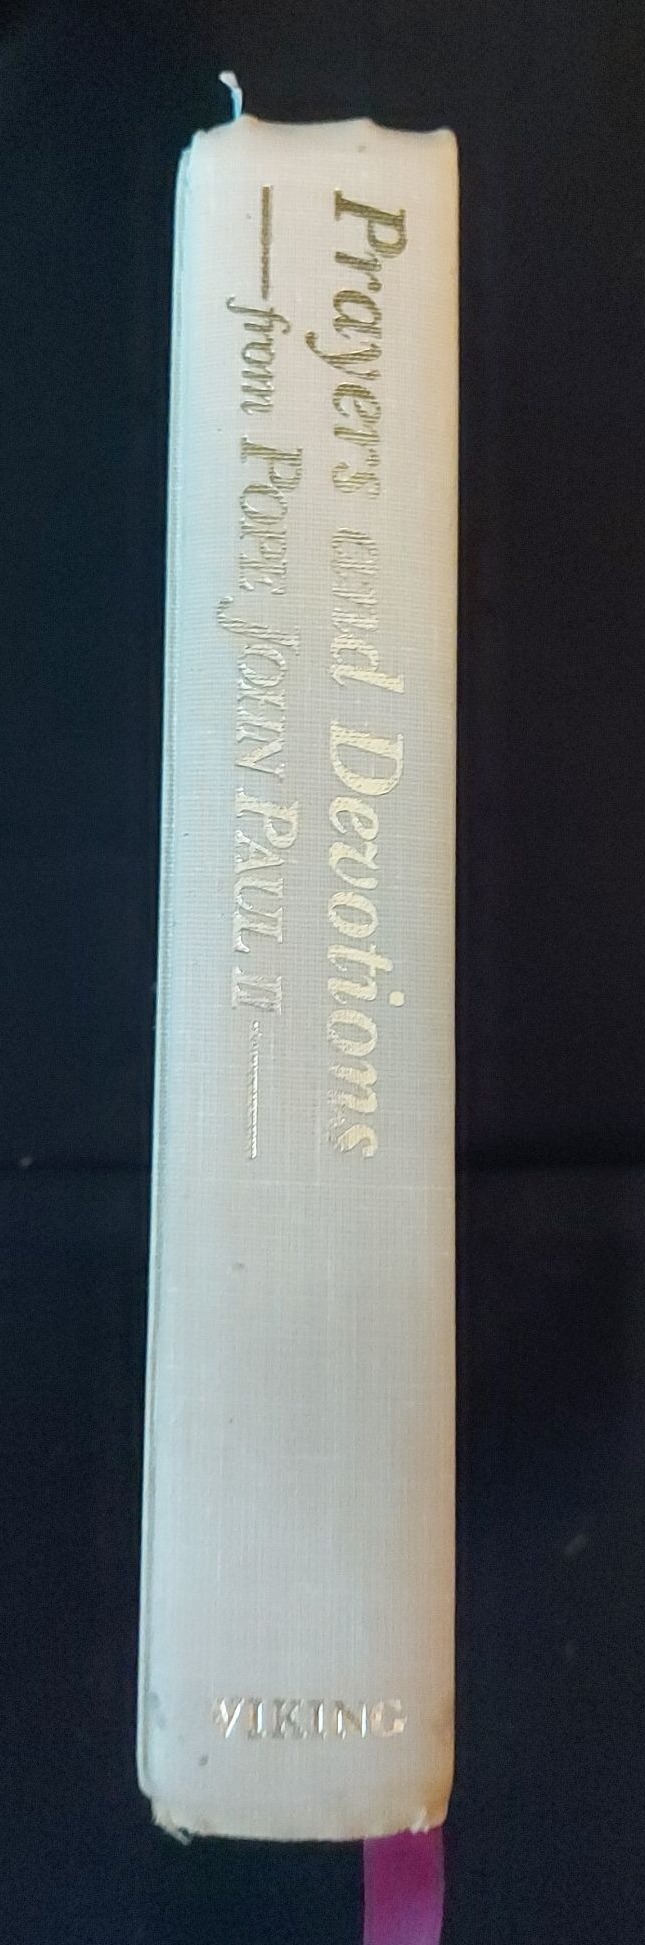 Prayers and Devotions
from POPE JOHN PAUL II
VIKING